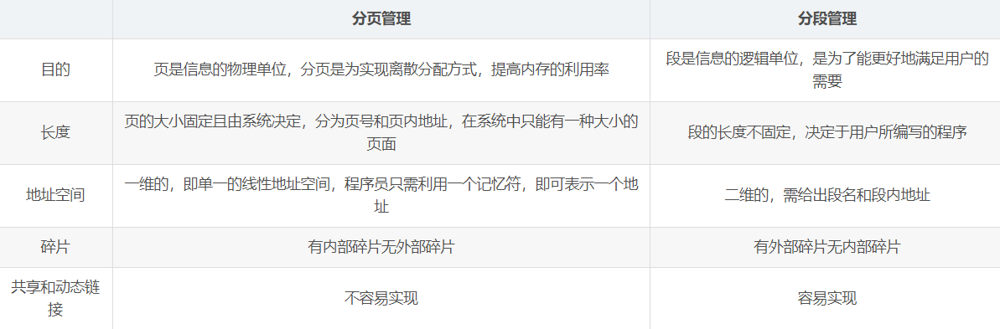 分页管理
分段管理
目的
页是信息的物理单位，分页是为实现离散分配方式，提高内存的利用率
段是信息的逻辑单位，是为了能更好地满足用户的
需要
长度
页的大小固定且由系统决定，分为页号和页内地址，在系统中只能有一种大小的
页面
段的长度不固定，决定于用户所编写的程序
地址空间
一维的，即单一的线性地址空间，程序员只需利用一个记忆符，即可表示一个地
址
二维的，需给出段名和段内地址
碎片
有内部碎片无外部碎片
有外部碎片无内部碎片
共享和动态链
接
不容易实现
容易实现